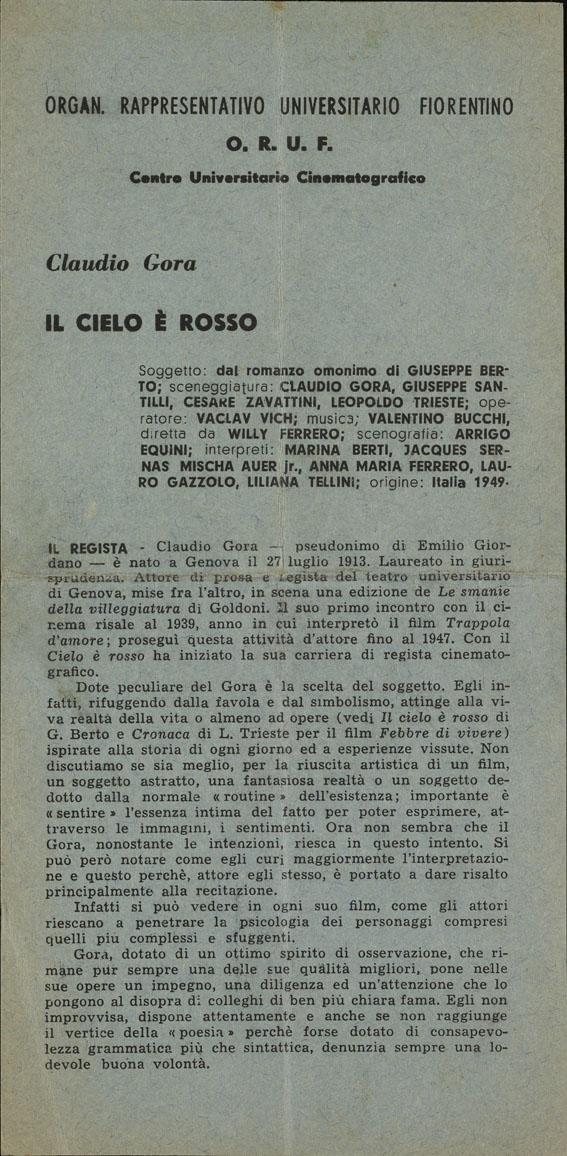 ORGAN. RAPPRESENTATIVO UNIVERSITARIO FIORENTINO
O. R. U. F.
Centro Universitario Cinematografico
Claudio Gora
IL CIELO È ROSSO
Soggetto: dal romanzo omonimo di GIUSEPPE BER-
TO; sceneggiatura: CLAUDIO GORA, GIUSEPPE SAN-
TILLI, CESARE ZAVATTINI, LEOPOLDO TRIESTE; ope-
ratore: VACLAV VICH; musica; VALENTINO BUCCHI,
diretta da WILLY FERRERO; scenografia: ARRIGO
EQUINI; interpreti: MARINA BERTI, JACQUES SER-
NAS MISCHA AUER jr., ANNA MARIA FERRERO, LAU-
RO GAZZOLO, LILIANA TELLINI; origine: Italia 1949·
IL REGISTA - Claudio Gora — pseudonimo di Emilio Gior-
dano — è nato a Genova il 27 luglio 1913. Laureato in giuri-
sprudenza. Attore di prosa e regista del teatro universitario
di Genova, mise fra l'altro, in scena una edizione de Le smanie
della villeggiatura di Goldoni. Il suo primo incontro con il ci-
nema risale al 1939, anno in cui interpretò il film Trappola
d'amore; proseguì questa attività d'attore fino al 1947. Con il
Cielo è rosso ha iniziato la sua carriera di regista cinemato-
grafico.
Dote peculiare del Gora è la scelta del soggetto. Egli in-
fatti, rifuggendo dalla favola e dal simbolismo, attinge alla vi-
va realtà della vita o almeno ad opere (vedi Il cielo è rosso di
G. Berto e Cronaca di L. Trieste per il film Febbre di vivere)
ispirate alla storia di ogni giorno ed a esperienze vissute. Non
discutiamo se sia meglio, per la riuscita artistica di un film,
un soggetto astratto, una fantasiosa realtà o un soggetto de-
dotto dalla normale « routine » dell'esistenza; importante è
« sentire » l'essenza intima del fatto per poter esprimere, at-
traverso le immagini, i sentimenti. Ora non sembra che il
Gora, nonostante le intenzioni, riesca in questo intento. Si
può però notare come egli curi maggiormente l'interpretazio-
ne e questo perchè, attore egli stesso, è portato a dare risalto
principalmente alla recitazione.
Infatti si può vedere in ogni suo film, come gli attori
riescano a penetrare la psicologia dei personaggi compresi
quelli più complessi e sfuggenti.
Gora, dotato di un ottimo spirito di osservazione, che ri-
mane pur sempre una delle sue qualità migliori, pone nelle
sue opere un impegno, una diligenza ed un'attenzione che lo
pongono al disopra di colleghi di ben più chiara fama. Egli non
improvvisa, dispone attentamente e anche se non raggiunge
il vertice della « poesia » perchè forse dotato di consapevo-
lezza grammatica più che sintattica, denunzia sempre una lo-
devole buona volontà.